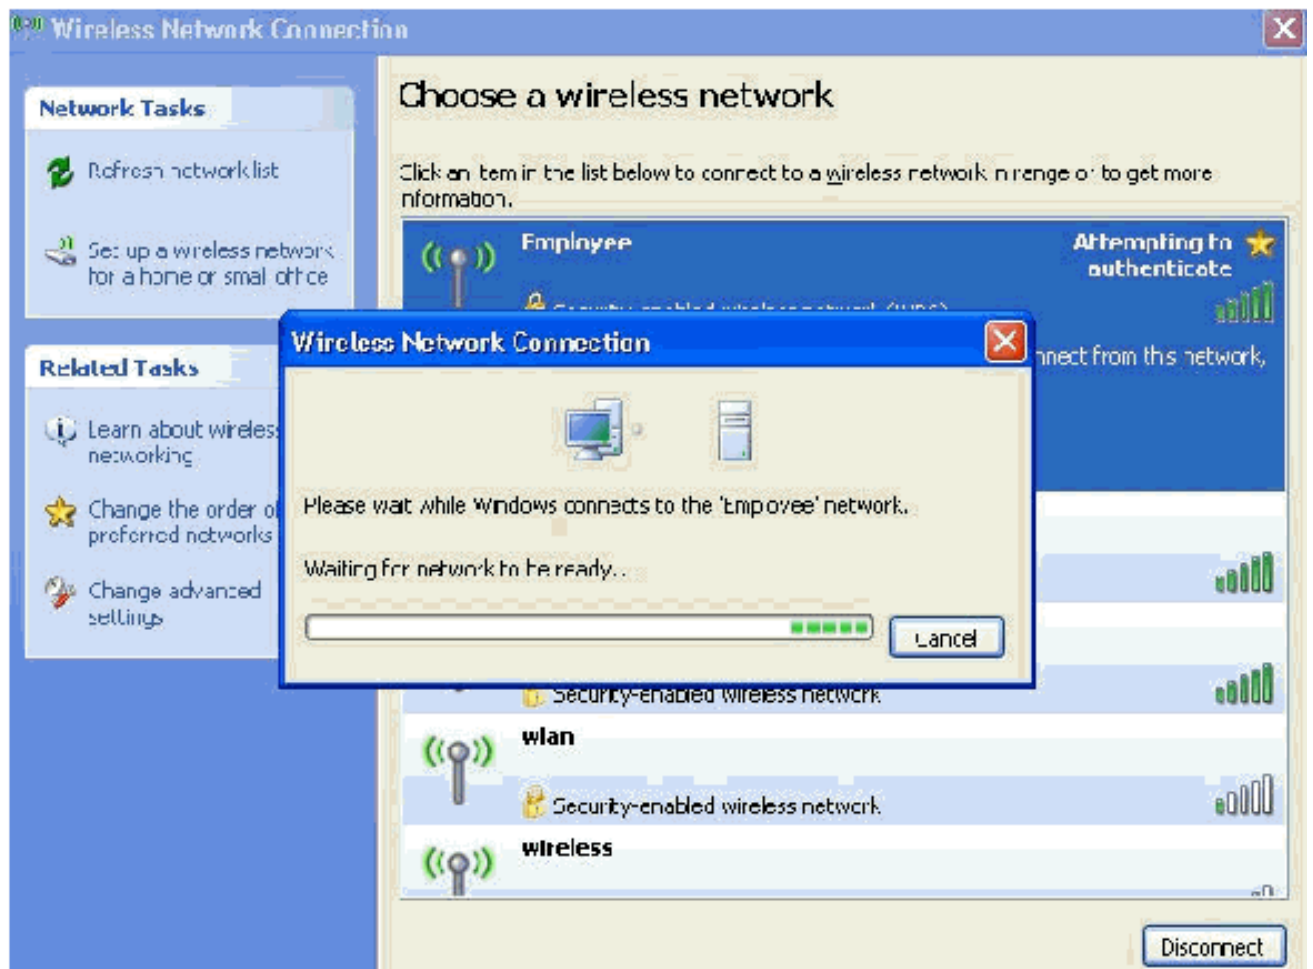 Wireless Network Connection
Network Tasks
Refresh network list
Set up a wireless network
for a home or small office
Related Tasks
Learn about wireless
networking
Change the order of
preferred networks
Change advanced
settings
Choose a wireless network
Click an item in the list below to connect to a wireless network in range or to get more
information.
Employee
Attempting to
authenticate
Security-enabled wireless network
nnect from this network,
Wireless Network Connection
Please wait while Windows connects to the 'Employee' network.
Waiting for network to be ready...
Cancel
Security-enabled wireless network
wlan
Security-enabled wireless network
wireless
Disconnect